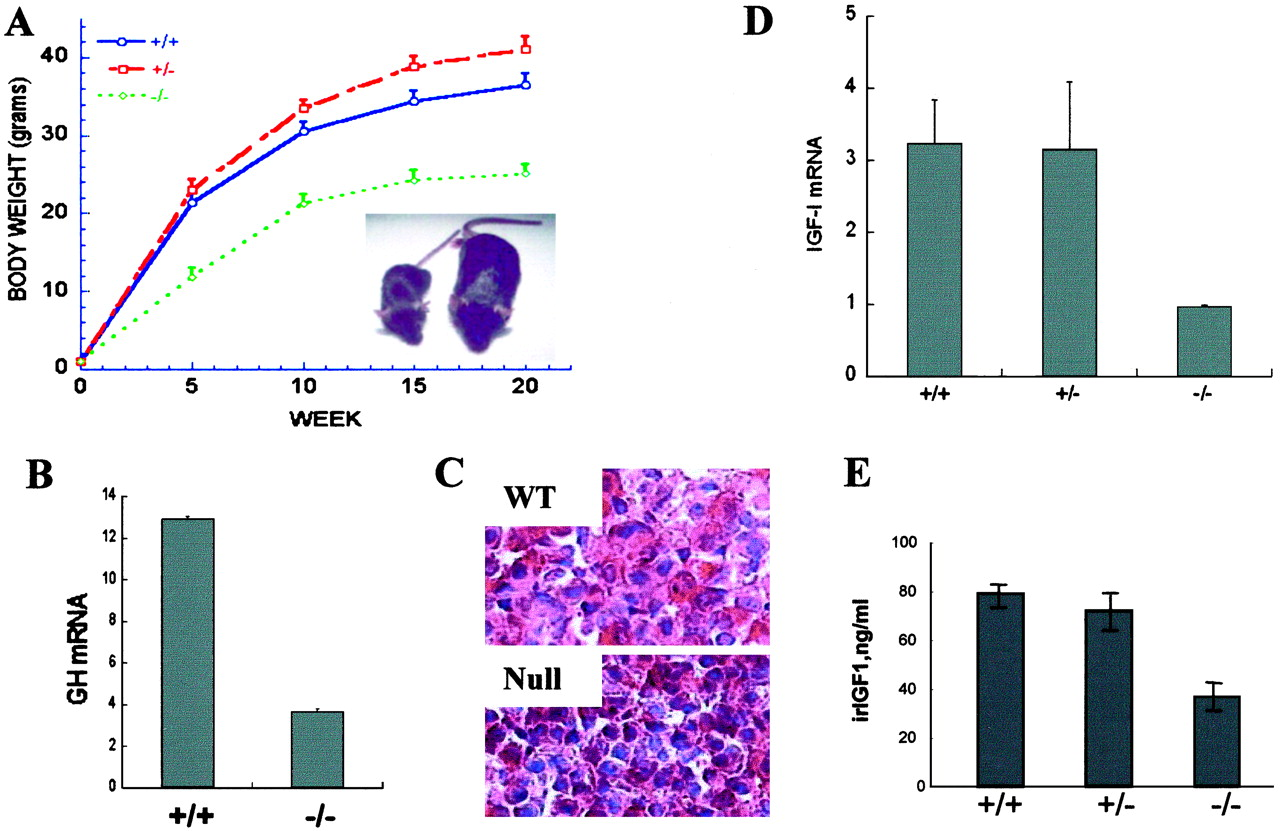 A
+/+
+/-
-/-
BODY WEIGHT (grams)
40
30
20
10
0
0 5 10 15 20
WEEK
D
IGF-I mRNA
5
4
3
2
1
0
+/+ +/- -/-
B
GH mRNA
14
12
10
8
6
4
2
0
+/+ -/-
C
WT
Null
E
irIGF1,ng/ml
100
80
60
40
20
0
+/+ +/- -/-